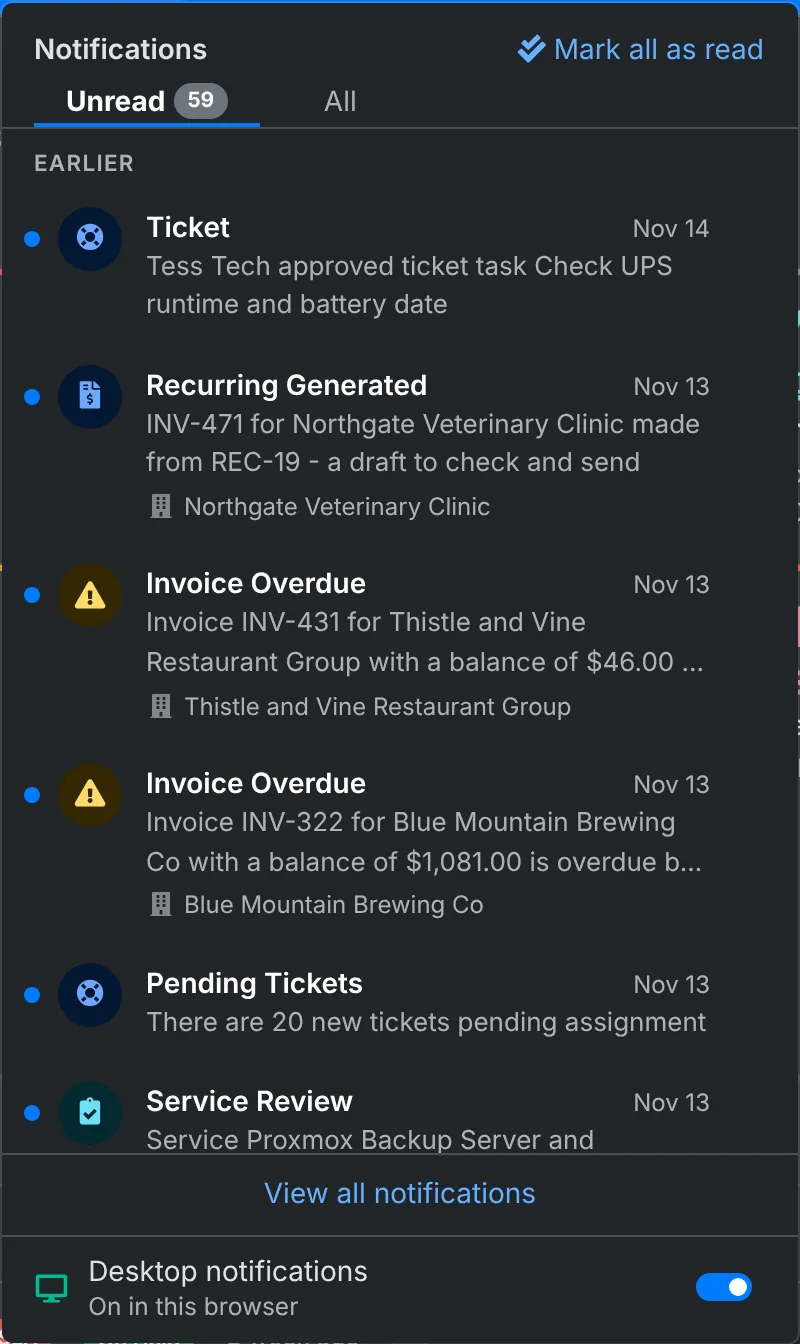 Notifications
Mark all as read
Unread 59
All
EARLIER
Ticket
Nov 14
Tess Tech approved ticket task Check UPS
runtime and battery date
Recurring Generated
Nov 13
INV-471 for Northgate Veterinary Clinic made
from REC-19 - a draft to check and send
Northgate Veterinary Clinic
Invoice Overdue
Nov 13
Invoice INV-431 for Thistle and Vine
Restaurant Group with a balance of $46.00 ...
Thistle and Vine Restaurant Group
Invoice Overdue
Nov 13
Invoice INV-322 for Blue Mountain Brewing
Co with a balance of $1,081.00 is overdue b...
Blue Mountain Brewing Co
Pending Tickets
Nov 13
There are 20 new tickets pending assignment
Service Review
Nov 13
Service Proxmox Backup Server and
View all notifications
Desktop notifications
On in this browser